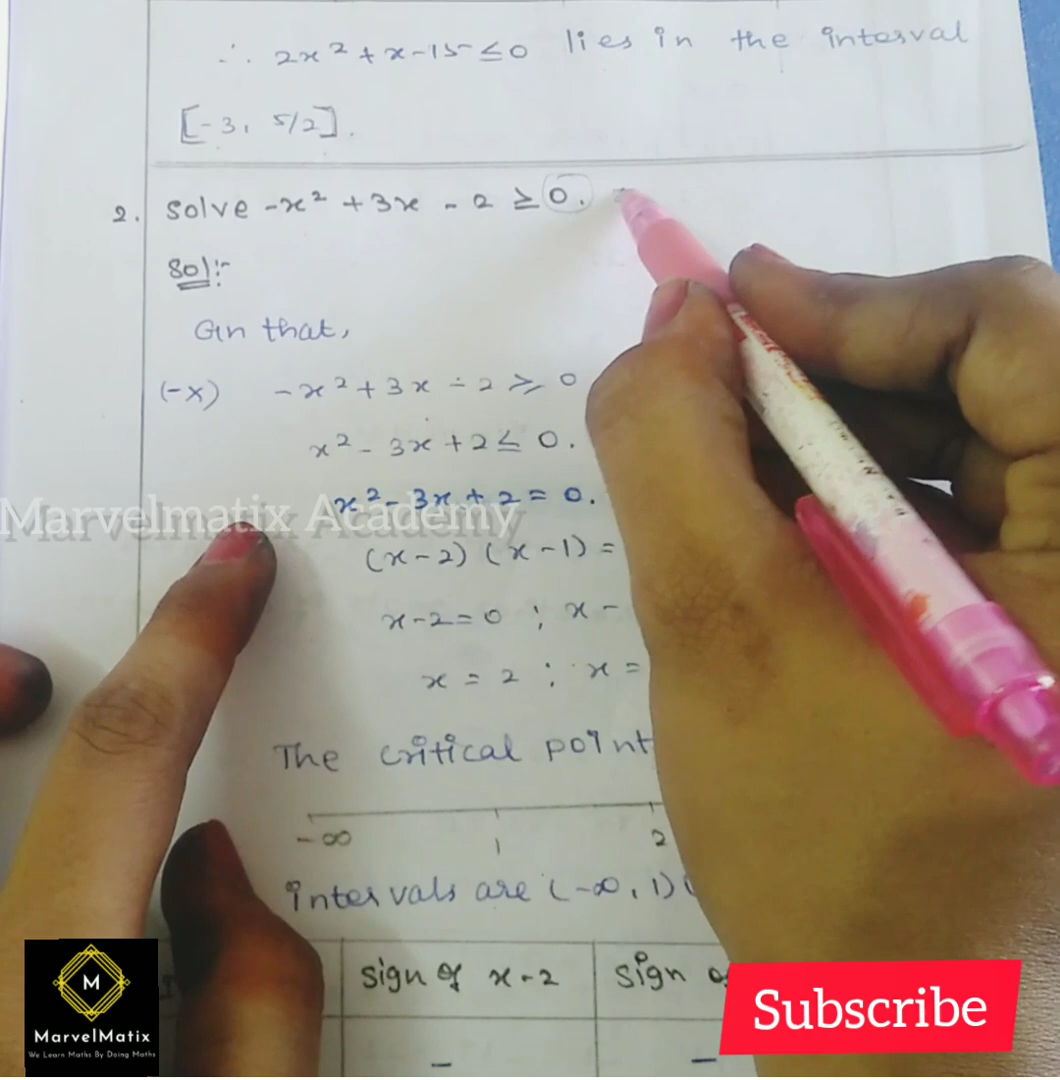 ∴ 2x² + x - 15 ≤ 0 lies in the interval
[-3, 5/2].
2. solve -x² + 3x - 2 ≥ 0.
Sol:-
Gn that,
(-x) -x² + 3x - 2 ≥ 0
x² - 3x + 2 ≤ 0.
x² - 3x + 2 = 0.
Marvelmatix Academy
(x-2) (x-1) =
x-2=0 ; x-
x = 2 ; x =
The critical point
-∞ 1 2
intervals are (-∞, 1) (
sign of x-2 sign of
- -
M
MarvelMatix
We Learn Maths By Doing Maths
Subscribe